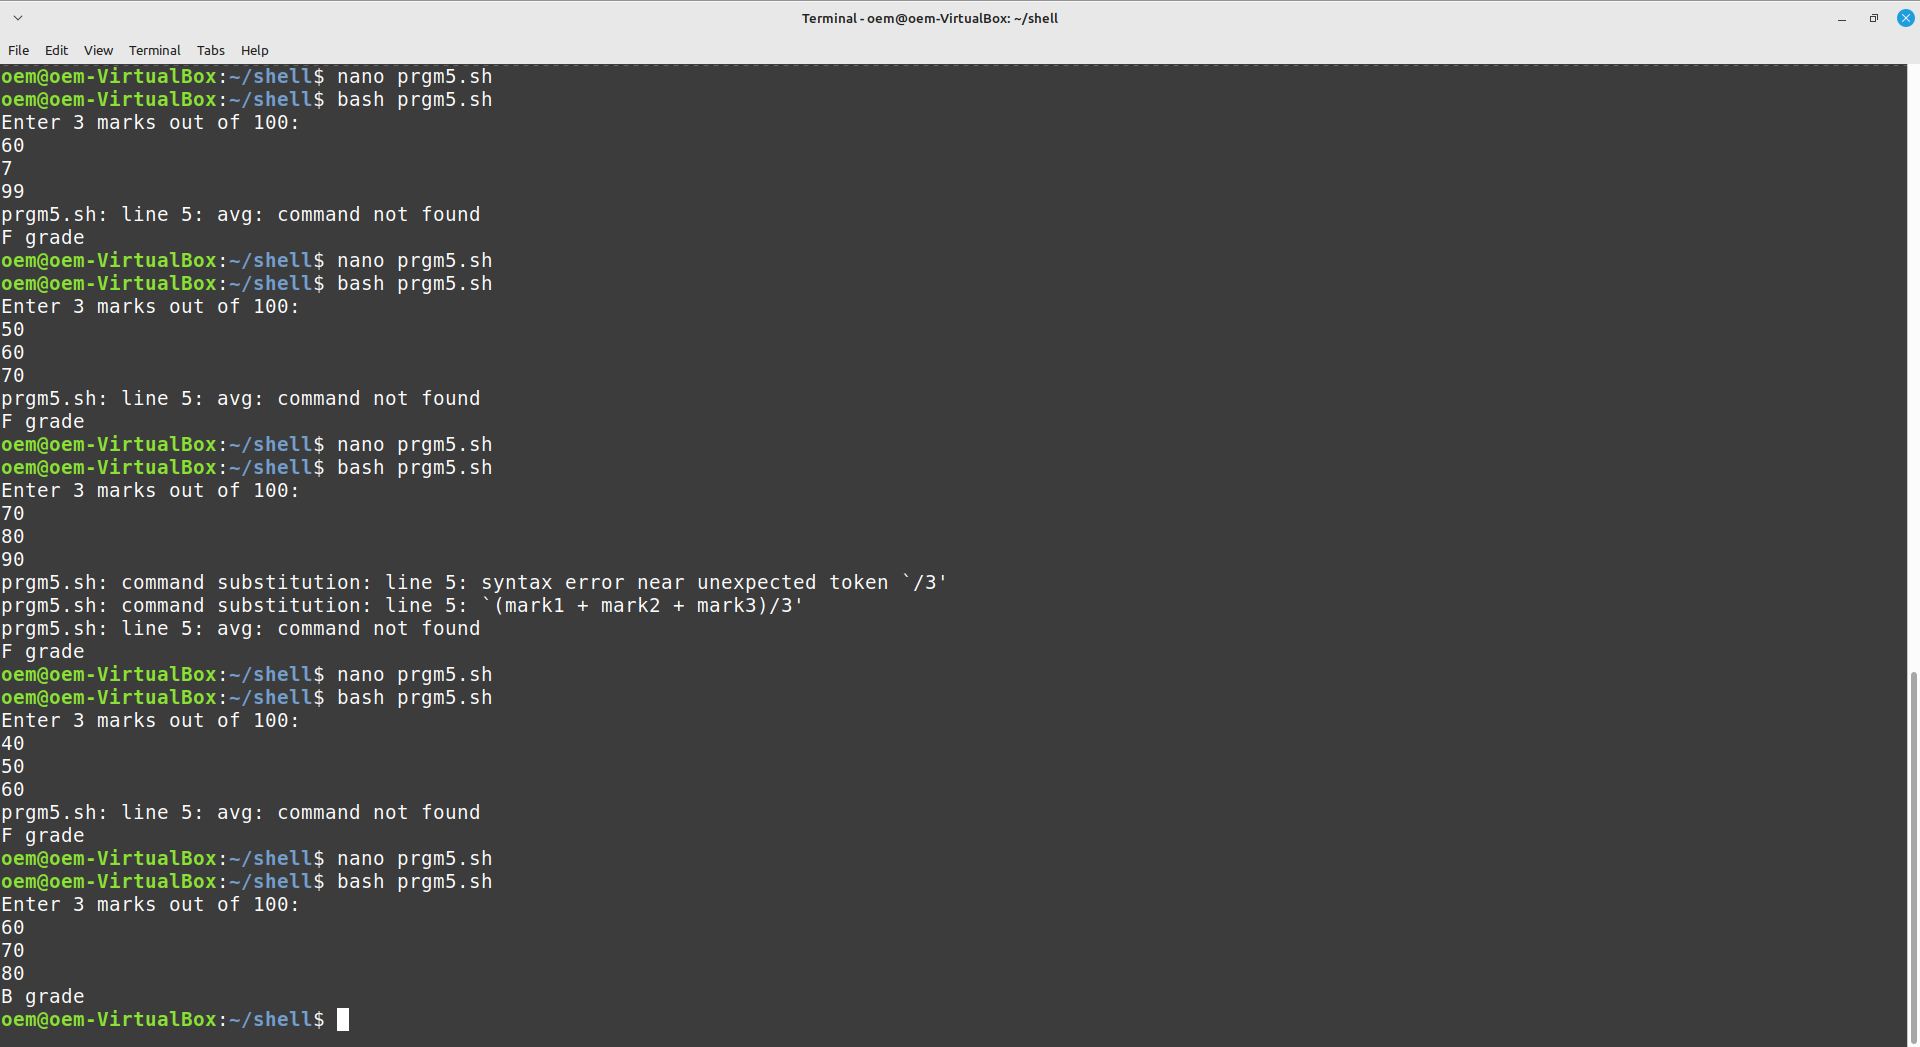 Terminal - oem@oem-VirtualBox: ~/shell
File Edit View Terminal Tabs Help
oem@oem-VirtualBox:~/shell$ nano prgm5.sh
oem@oem-VirtualBox:~/shell$ bash prgm5.sh
Enter 3 marks out of 100:
60
7
99
prgm5.sh: line 5: avg: command not found
F grade
oem@oem-VirtualBox:~/shell$ nano prgm5.sh
oem@oem-VirtualBox:~/shell$ bash prgm5.sh
Enter 3 marks out of 100:
50
60
70
prgm5.sh: line 5: avg: command not found
F grade
oem@oem-VirtualBox:~/shell$ nano prgm5.sh
oem@oem-VirtualBox:~/shell$ bash prgm5.sh
Enter 3 marks out of 100:
70
80
90
prgm5.sh: command substitution: line 5: syntax error near unexpected token `/3'
prgm5.sh: command substitution: line 5: `(mark1 + mark2 + mark3)/3'
prgm5.sh: line 5: avg: command not found
F grade
oem@oem-VirtualBox:~/shell$ nano prgm5.sh
oem@oem-VirtualBox:~/shell$ bash prgm5.sh
Enter 3 marks out of 100:
40
50
60
prgm5.sh: line 5: avg: command not found
F grade
oem@oem-VirtualBox:~/shell$ nano prgm5.sh
oem@oem-VirtualBox:~/shell$ bash prgm5.sh
Enter 3 marks out of 100:
60
70
80
B grade
oem@oem-VirtualBox:~/shell$